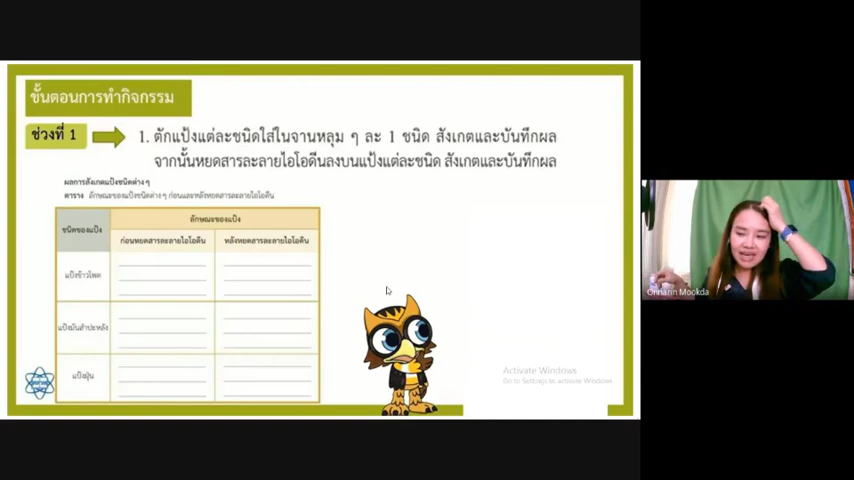 ขั้นตอนการทำกิจกรรม
ช่วงที่ 1
1. ตักแป้งแต่ละชนิดใส่ในจานหลุม ๆ ละ 1 ชนิด สังเกตและบันทึกผล
จากนั้นหยดสารละลายไอโอดีนลงบนแป้งแต่ละชนิด สังเกตและบันทึกผล
ผลการสังเกตแป้งชนิดต่าง ๆ
ตาราง ลักษณะของแป้งชนิดต่าง ๆ ก่อนและหลังหยดสารละลายไอโอดีน
ชนิดของแป้ง
ลักษณะของแป้ง
ก่อนหยดสารละลายไอโอดีน
หลังหยดสารละลายไอโอดีน
แป้งข้าวโพด
แป้งมันสำปะหลัง
แป้งฝุ่น
Activate Windows
Go to Settings to activate Windows.
Onnarin Mookda